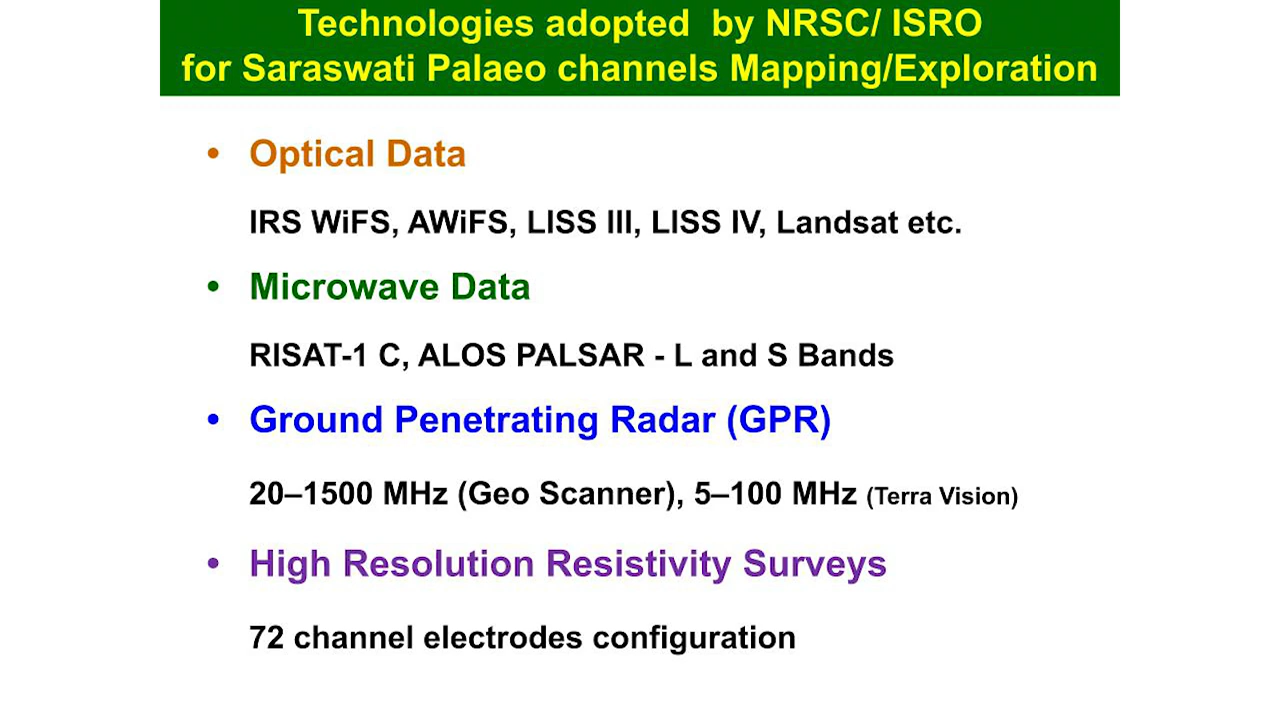 Technologies adopted by NRSC/ ISRO
for Saraswati Palaeo channels Mapping/Exploration
• Optical Data
IRS WiFS, AWiFS, LISS III, LISS IV, Landsat etc.
• Microwave Data
RISAT-1 C, ALOS PALSAR - L and S Bands
• Ground Penetrating Radar (GPR)
20–1500 MHz (Geo Scanner), 5–100 MHz (Terra Vision)
• High Resolution Resistivity Surveys
72 channel electrodes configuration